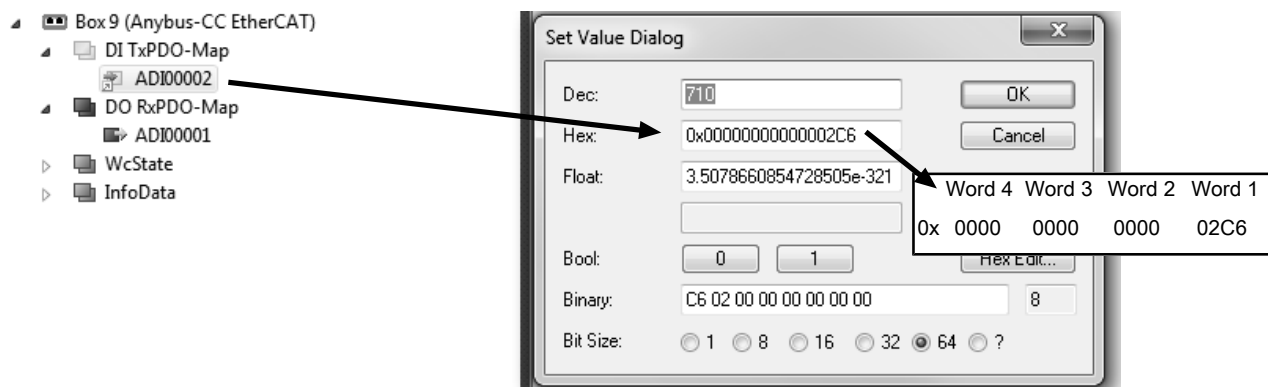 Box 9 (Anybus-CC EtherCAT)
DI TxPDO-Map
ADI00002
DO RxPDO-Map
ADI00001
WcState
InfoData
Set Value Dialog
Dec: 710 OK
Hex: 0x00000000000002C6 Cancel
Float: 3.5078660854728505e-321
Word 4 Word 3 Word 2 Word 1
0x 0000 0000 0000 02C6
Bool: 0 1 Hex Edit...
Binary: C6 02 00 00 00 00 00 00 8
Bit Size: 1 8 16 32 64 ?